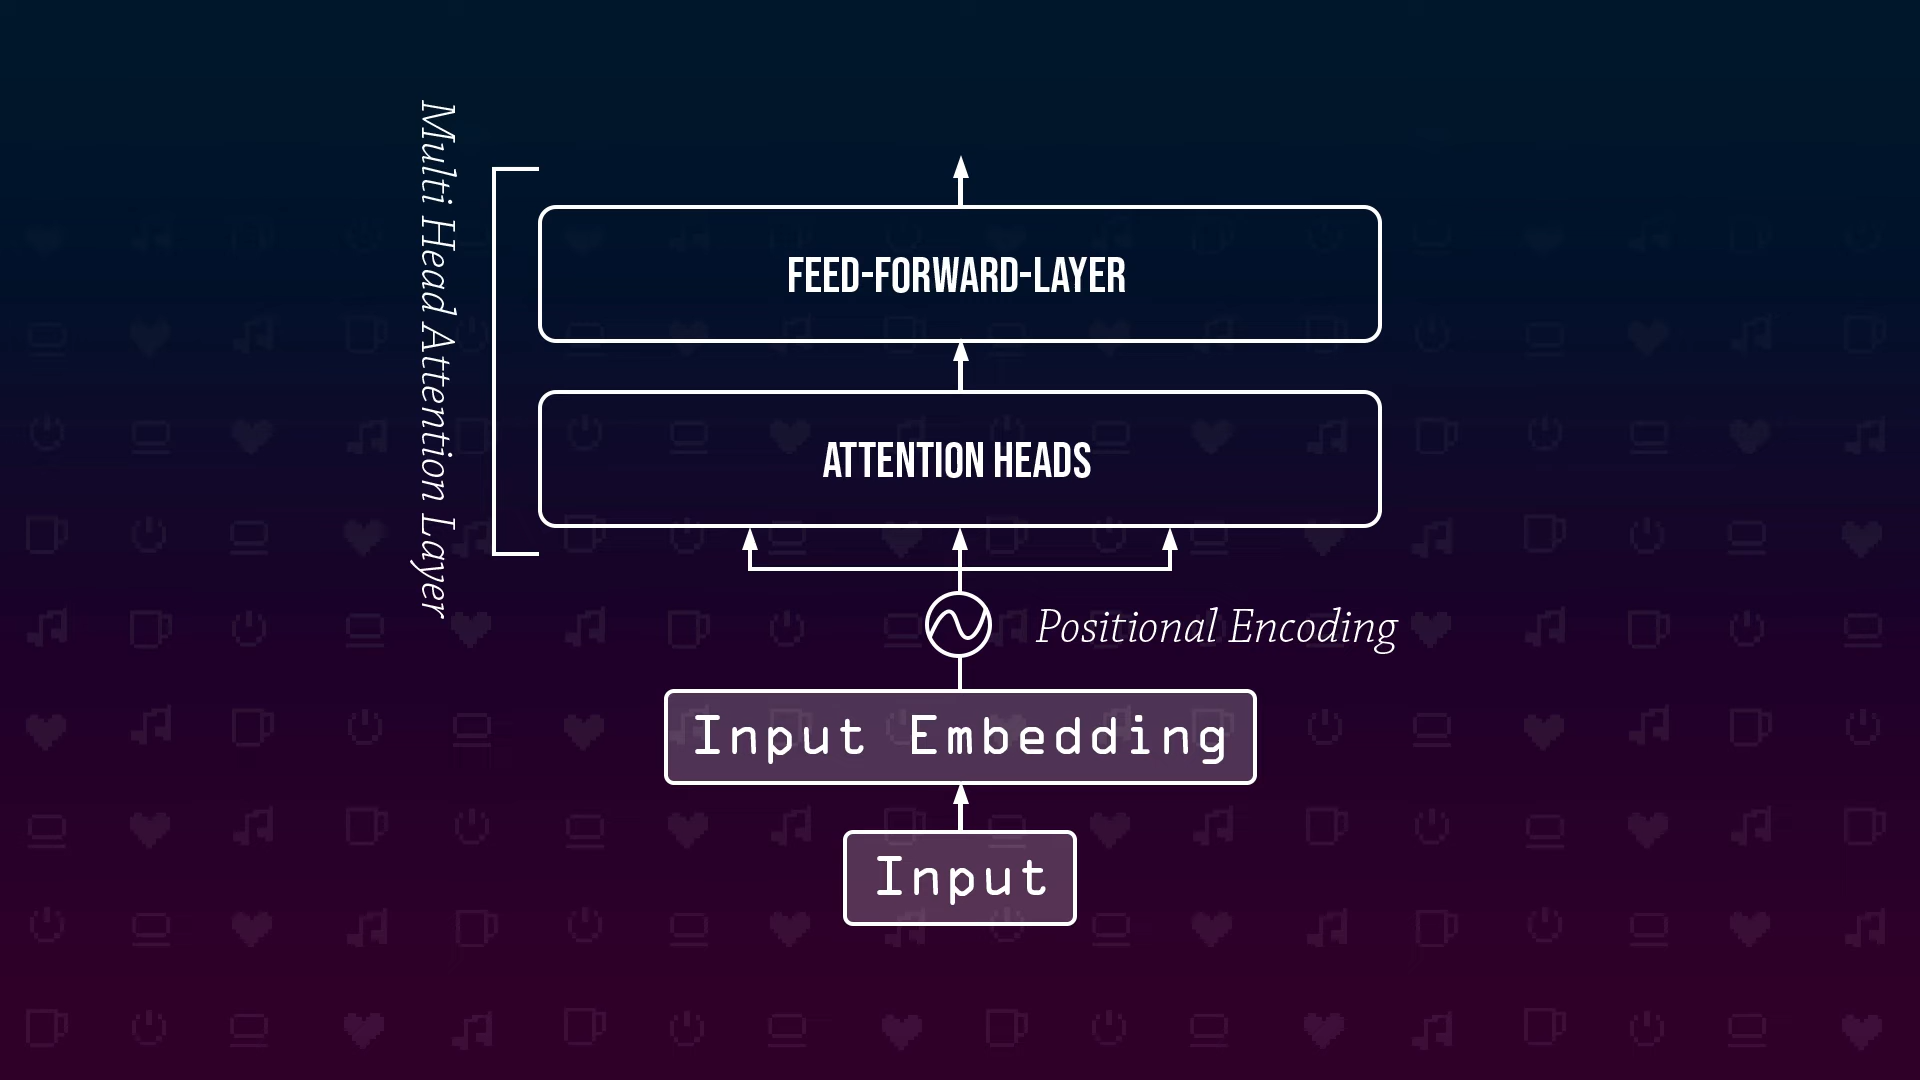 Multi Head Attention Layer
FEED-FORWARD-LAYER
ATTENTION HEADS
Positional Encoding
Input Embedding
Input